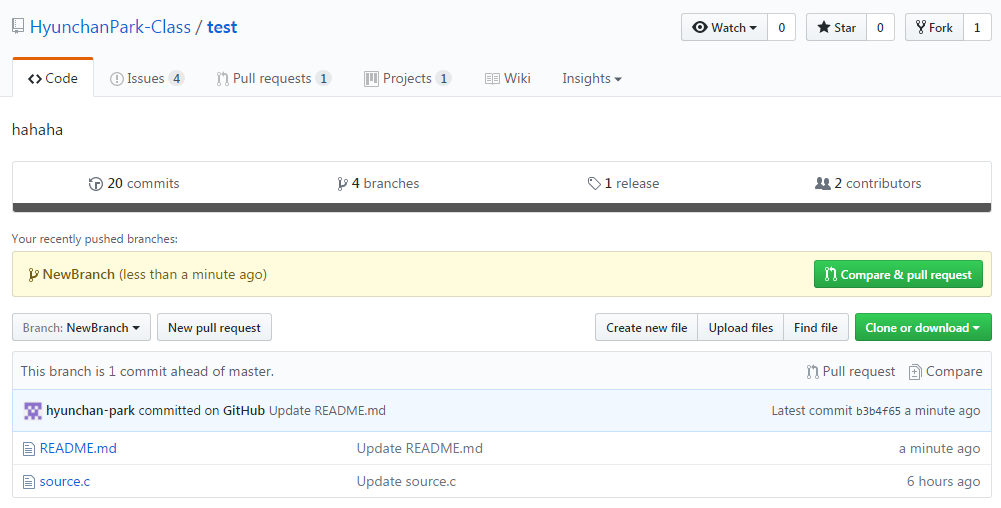 HyunchanPark-Class / test Watch 0 Star 0 Fork 1
Code Issues 4 Pull requests 1 Projects 1 Wiki Insights
hahaha
20 commits 4 branches 1 release 2 contributors
Your recently pushed branches:
NewBranch (less than a minute ago) Compare & pull request
Branch: NewBranch New pull request Create new file Upload files Find file Clone or download
This branch is 1 commit ahead of master. Pull request Compare
hyunchan-park committed on GitHub Update README.md Latest commit b3b4f65 a minute ago
README.md Update README.md a minute ago
source.c Update source.c 6 hours ago